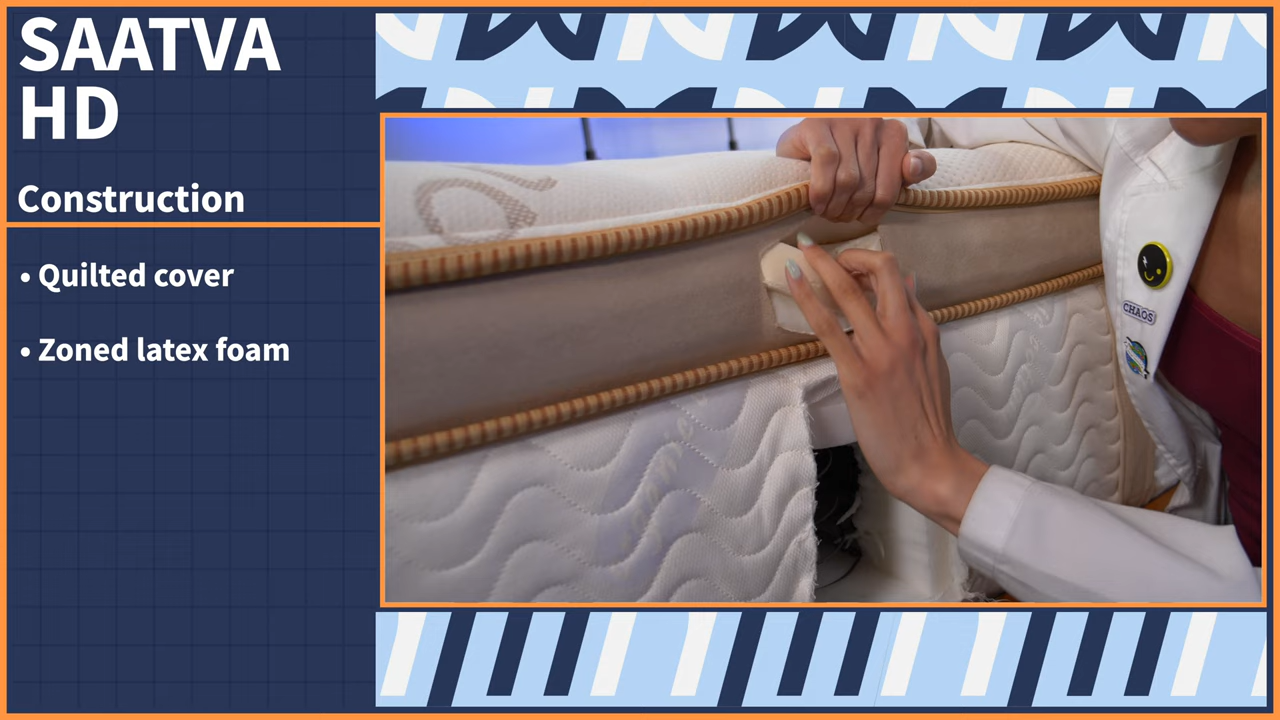 SAATVA
HD
Construction
• Quilted cover
• Zoned latex foam
CHAOS